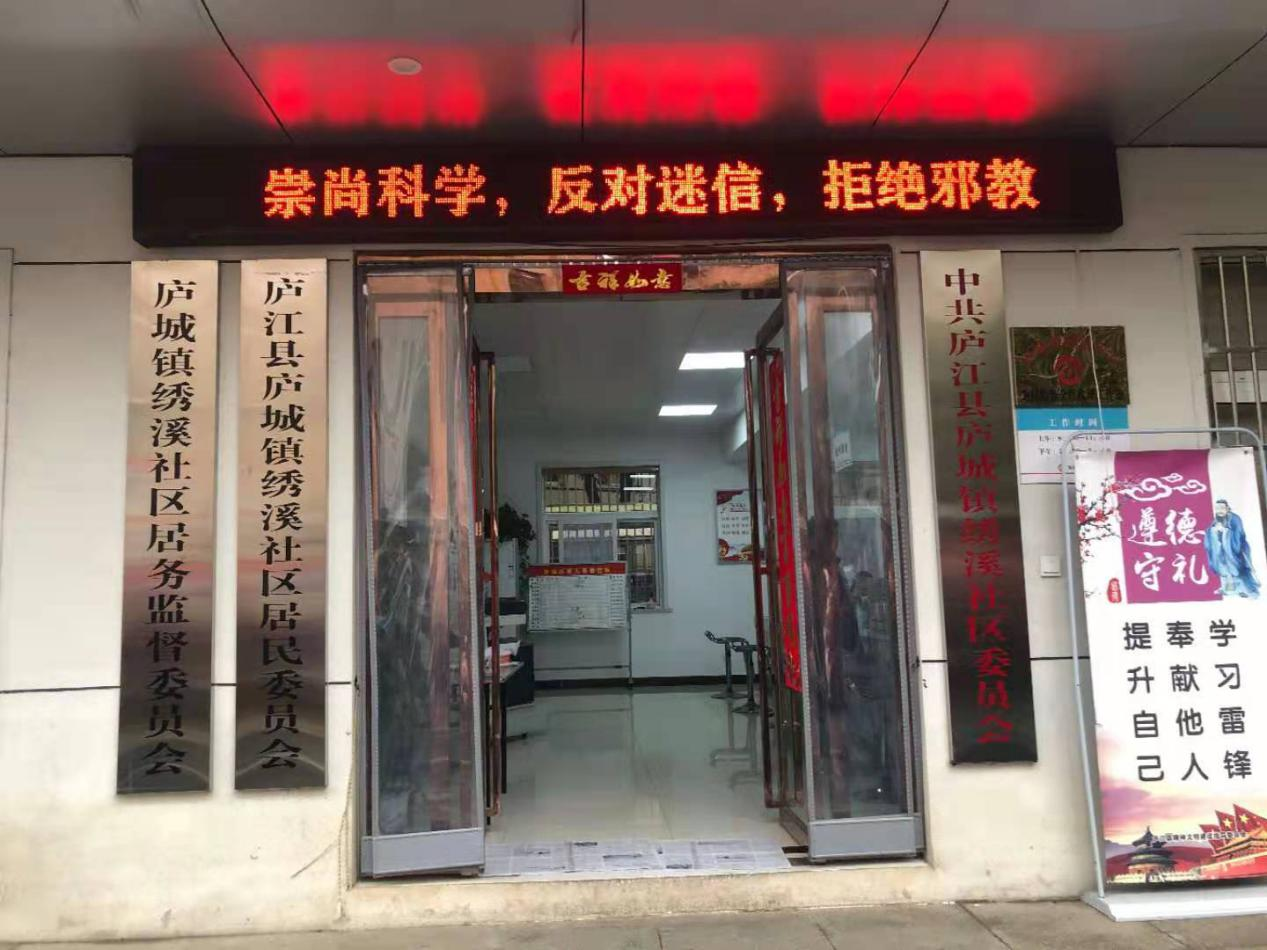 崇尚科学，反对迷信，拒绝邪教
吉祥如意
庐城镇绣溪社区居务监督委员会
庐江县庐城镇绣溪社区居民委员会
中共庐江县庐城镇绣溪社区委员会
工作时间
遵德
守礼
学习雷锋
奉献他人
提升自己